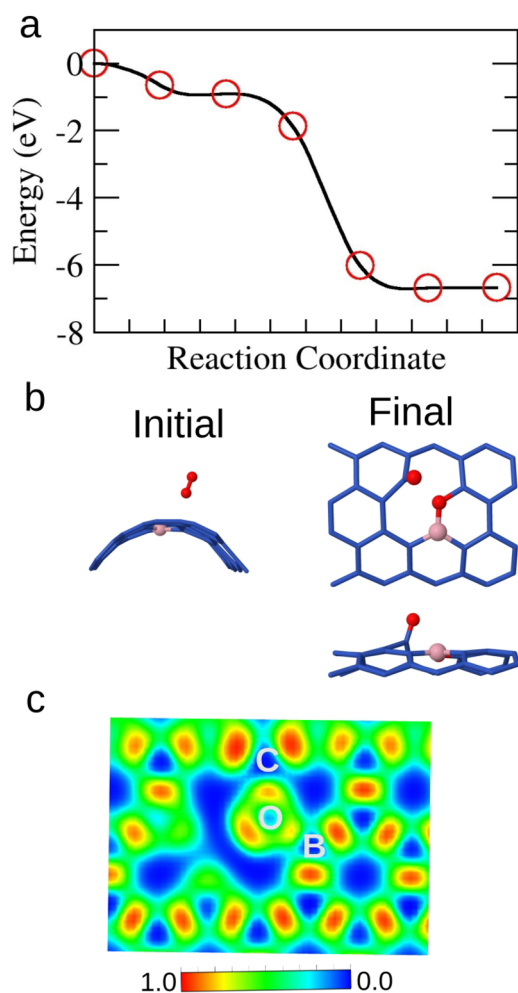 a
0
-2
-4
-6
-8
Energy (eV)
Reaction Coordinate
b
Initial
Final
c
C
O
B
1.0
0.0